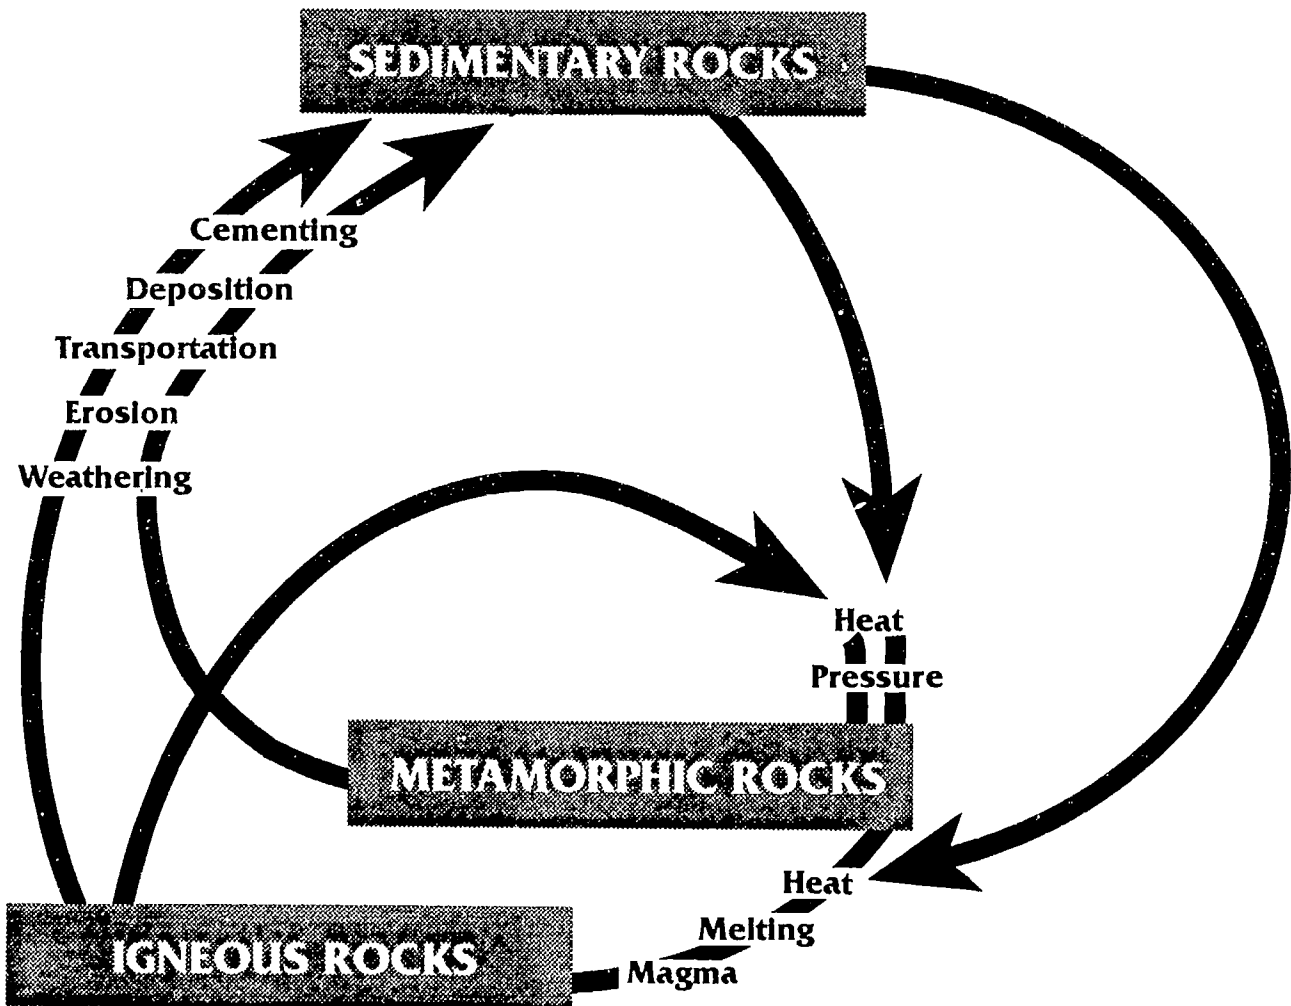 SEDIMENTARY ROCKS
Cementing
Deposition
Transportation
Erosion
Weathering
Heat
Pressure
METAMORPHIC ROCKS
Heat
Melting
Magma
IGNEOUS ROCKS